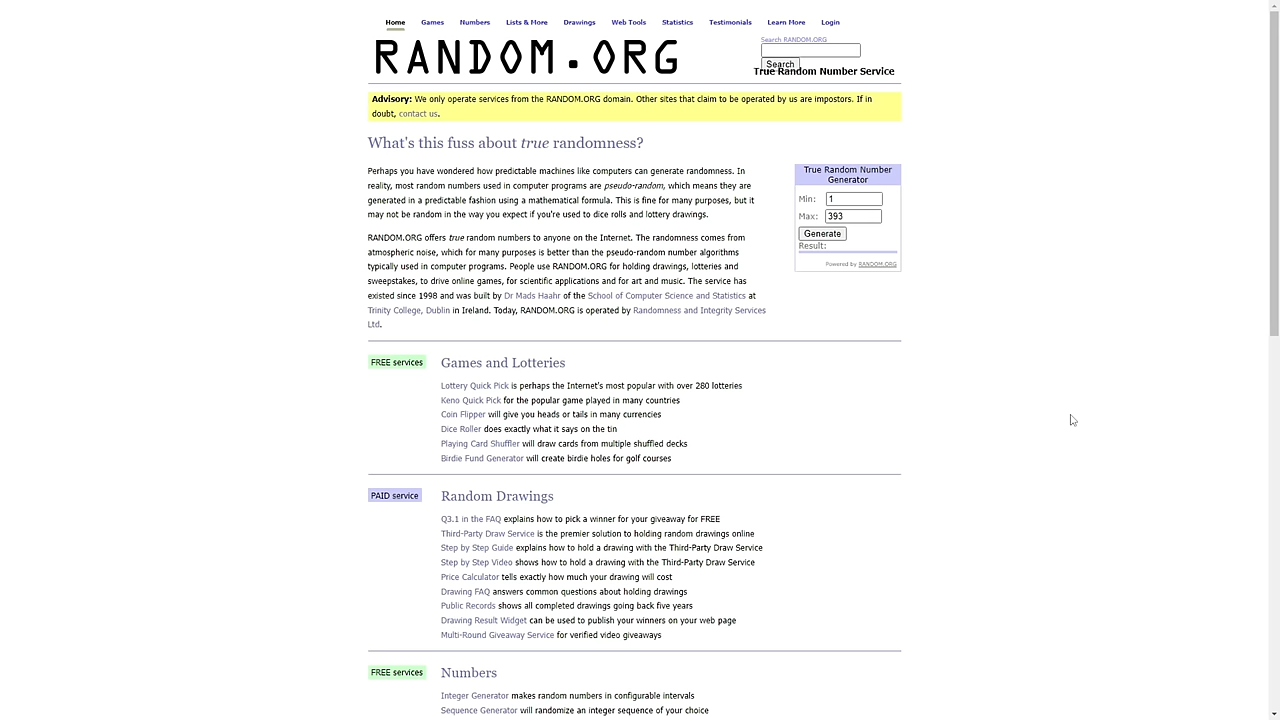 Home Games Numbers Lists & More Drawings Web Tools Statistics Testimonials Learn More Login
RANDOM.ORG
Search RANDOM.ORG
Search
True Random Number Service
Advisory: We only operate services from the RANDOM.ORG domain. Other sites that claim to be operated by us are impostors. If in
doubt, contact us.
What's this fuss about true randomness?
Perhaps you have wondered how predictable machines like computers can generate randomness. In
reality, most random numbers used in computer programs are pseudo-random, which means they are
generated in a predictable fashion using a mathematical formula. This is fine for many purposes, but it
may not be random in the way you expect if you're used to dice rolls and lottery drawings.
RANDOM.ORG offers true random numbers to anyone on the Internet. The randomness comes from
atmospheric noise, which for many purposes is better than the pseudo-random number algorithms
typically used in computer programs. People use RANDOM.ORG for holding drawings, lotteries and
sweepstakes, to drive online games, for scientific applications and for art and music. The service has
existed since 1998 and was built by Dr Mads Haahr of the School of Computer Science and Statistics at
Trinity College, Dublin in Ireland. Today, RANDOM.ORG is operated by Randomness and Integrity Services
Ltd.
True Random Number
Generator
Min: 1
Max: 393
Generate
Result:
Powered by RANDOM.ORG
FREE services
Games and Lotteries
Lottery Quick Pick is perhaps the Internet's most popular with over 280 lotteries
Keno Quick Pick for the popular game played in many countries
Coin Flipper will give you heads or tails in many currencies
Dice Roller does exactly what it says on the tin
Playing Card Shuffler will draw cards from multiple shuffled decks
Birdie Fund Generator will create birdie holes for golf courses
PAID service
Random Drawings
Q3.1 in the FAQ explains how to pick a winner for your giveaway for FREE
Third-Party Draw Service is the premier solution to holding random drawings online
Step by Step Guide explains how to hold a drawing with the Third-Party Draw Service
Step by Step Video shows how to hold a drawing with the Third-Party Draw Service
Price Calculator tells exactly how much your drawing will cost
Drawing FAQ answers common questions about holding drawings
Public Records shows all completed drawings going back five years
Drawing Result Widget can be used to publish your winners on your web page
Multi-Round Giveaway Service for verified video giveaways
FREE services
Numbers
Integer Generator makes random numbers in configurable intervals
Sequence Generator will randomize an integer sequence of your choice